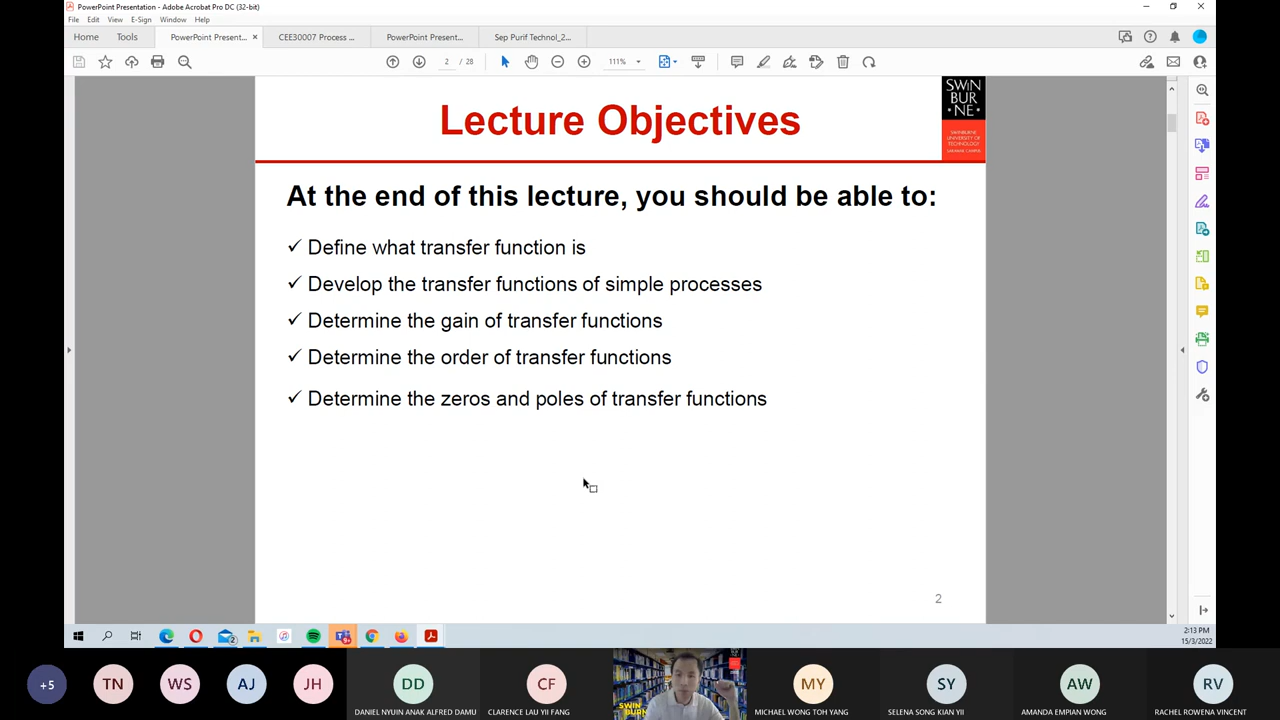 PowerPoint Presentation - Adobe Acrobat Pro DC (32-bit)
File Edit View E-Sign Window Help
Home Tools PowerPoint Present... × CEE30007 Process ... PowerPoint Present... Sep Purif Technol_2...
2 / 28 111%
SWIN
BUR
NE
SWINBURNE
UNIVERSITY OF
TECHNOLOGY
SARAWAK CAMPUS
Lecture Objectives
At the end of this lecture, you should be able to:
✓ Define what transfer function is
✓ Develop the transfer functions of simple processes
✓ Determine the gain of transfer functions
✓ Determine the order of transfer functions
✓ Determine the zeros and poles of transfer functions
2
2:13 PM
15/3/2022
+5 TN WS AJ JH DD CF MY SY AW RV
DANIEL NYUIN ANAK ALFRED DAMU CLARENCE LAU YII FANG MICHAEL WONG TOH YANG SELENA SONG KIAN YII AMANDA EMPIAN WONG RACHEL ROWENA VINCENT
SWIN
BURN